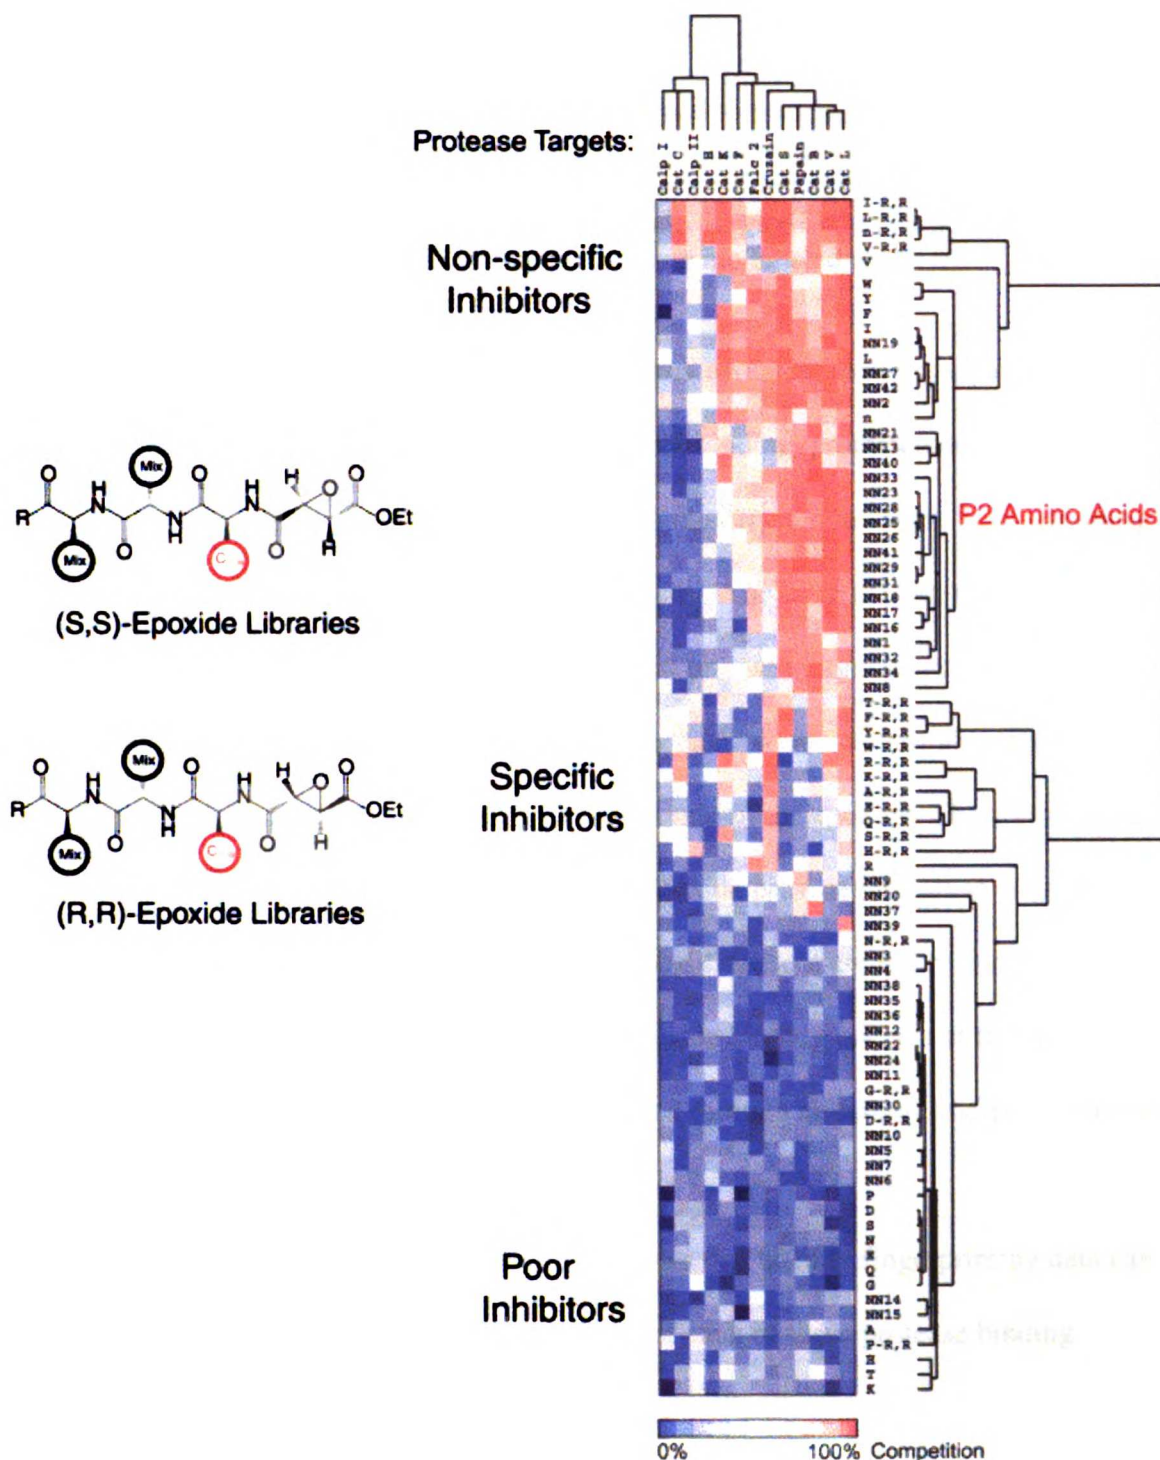 Protease Targets:
Calp I
Cat C
Calp II
Cat H
Cat K
Cat F
Falc 2
Cruzain
Cat S
Papain
Cat B
Cat V
Cat L
Non-specific
Inhibitors
Specific
Inhibitors
Poor
Inhibitors
I-R,R
L-R,R
n-R,R
V-R,R
V
W
Y
F
I
NN19
L
NN27
NN42
NN2
n
NN21
NN13
NN40
NN33
NN23
NN28
NN25
NN26
NN41
NN29
NN31
NN18
NN17
NN16
NN1
NN32
NN34
NN8
T-R,R
F-R,R
Y-R,R
W-R,R
R-R,R
K-R,R
A-R,R
E-R,R
Q-R,R
S-R,R
H-R,R
R
NN9
NN20
NN37
NN39
N-R,R
NN3
NN4
NN38
NN35
NN36
NN12
NN22
NN24
NN11
G-R,R
NN30
D-R,R
NN10
NN5
NN7
NN6
P
D
S
N
Q
G
NN14
NN15
A
P-R,R
T
K
P2 Amino Acids
O
H
N
Mix
O
H
N
H
O
O
R
N
H
N
H
O
OEt
Mix
O
C
O
H
(S,S)-Epoxide Libraries
O
H
N
Mix
O
H
N
H
O
O
R
N
H
OEt
Mix
O
C
O
H
(R,R)-Epoxide Libraries
0% 100% Competition
binding